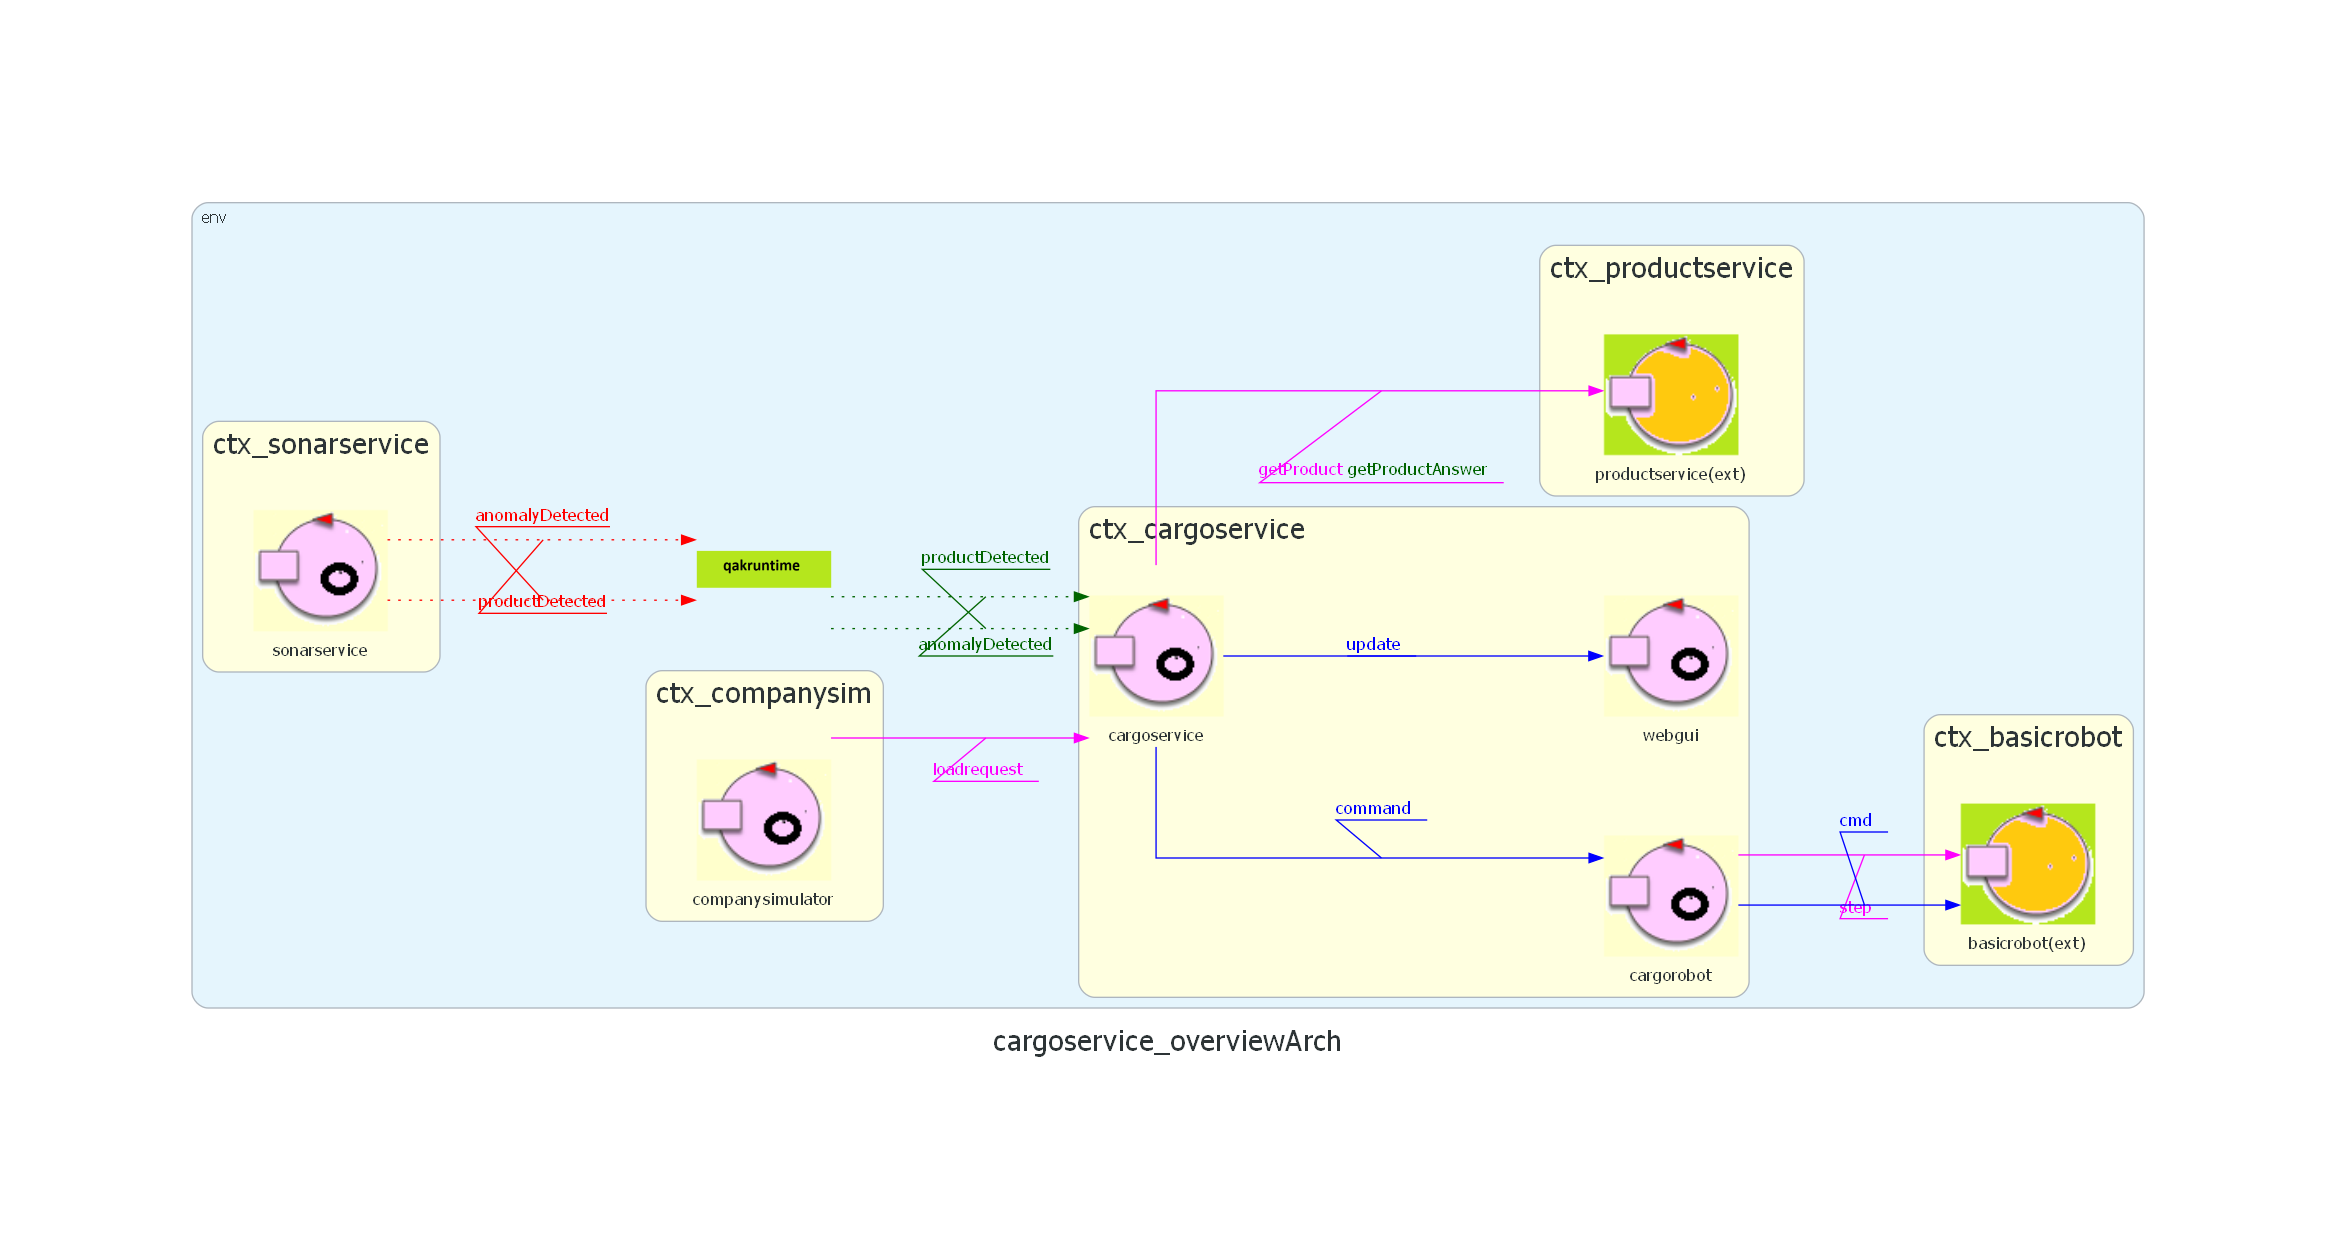 env
ctx_productservice
productservice(ext)
ctx_sonarservice
sonarservice
anomalyDetected
productDetected
qakruntime
productDetected
anomalyDetected
getProduct getProductAnswer
ctx_cargoservice
cargoservice
update
webgui
ctx_companysim
companysimulator
loadrequest
command
cargorobot
cmd
step
ctx_basicrobot
basicrobot(ext)
cargoservice_overviewArch